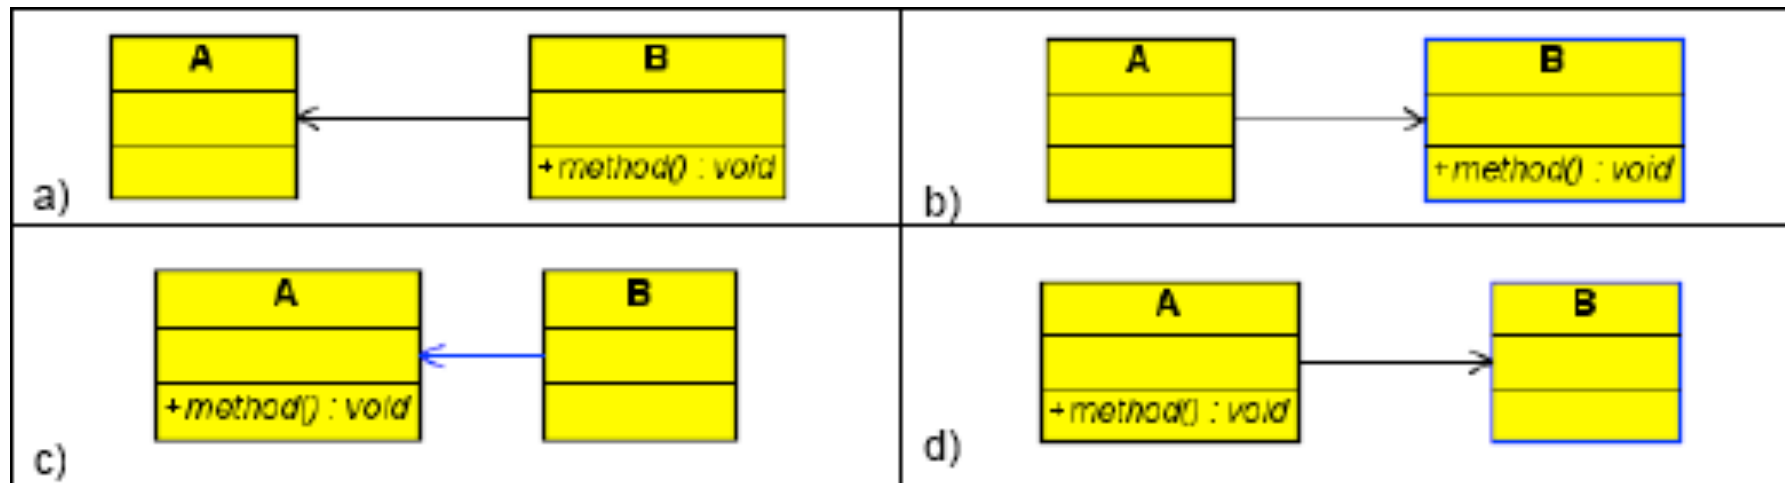 A
B
+method() : void
a)
A
B
+method() : void
b)
A
B
+method() : void
c)
A
B
+method() : void
d)